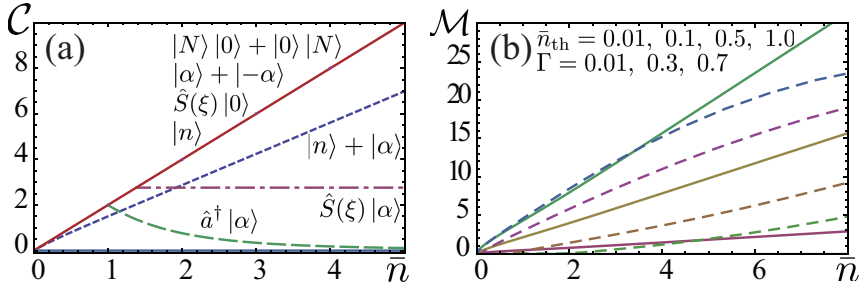 𝒞
(a)
|N⟩ |0⟩ + |0⟩ |N⟩
|α⟩ + |−α⟩
Ŝ(ξ) |0⟩
|n⟩
|n⟩ + |α⟩
Ŝ(ξ) |α⟩
â† |α⟩
8
6
4
2
0
0 1 2 3 4 n̄
ℳ
(b)
n̄th = 0.01, 0.1, 0.5, 1.0
Γ = 0.01, 0.3, 0.7
25
20
15
10
5
0
0 2 4 6 n̄